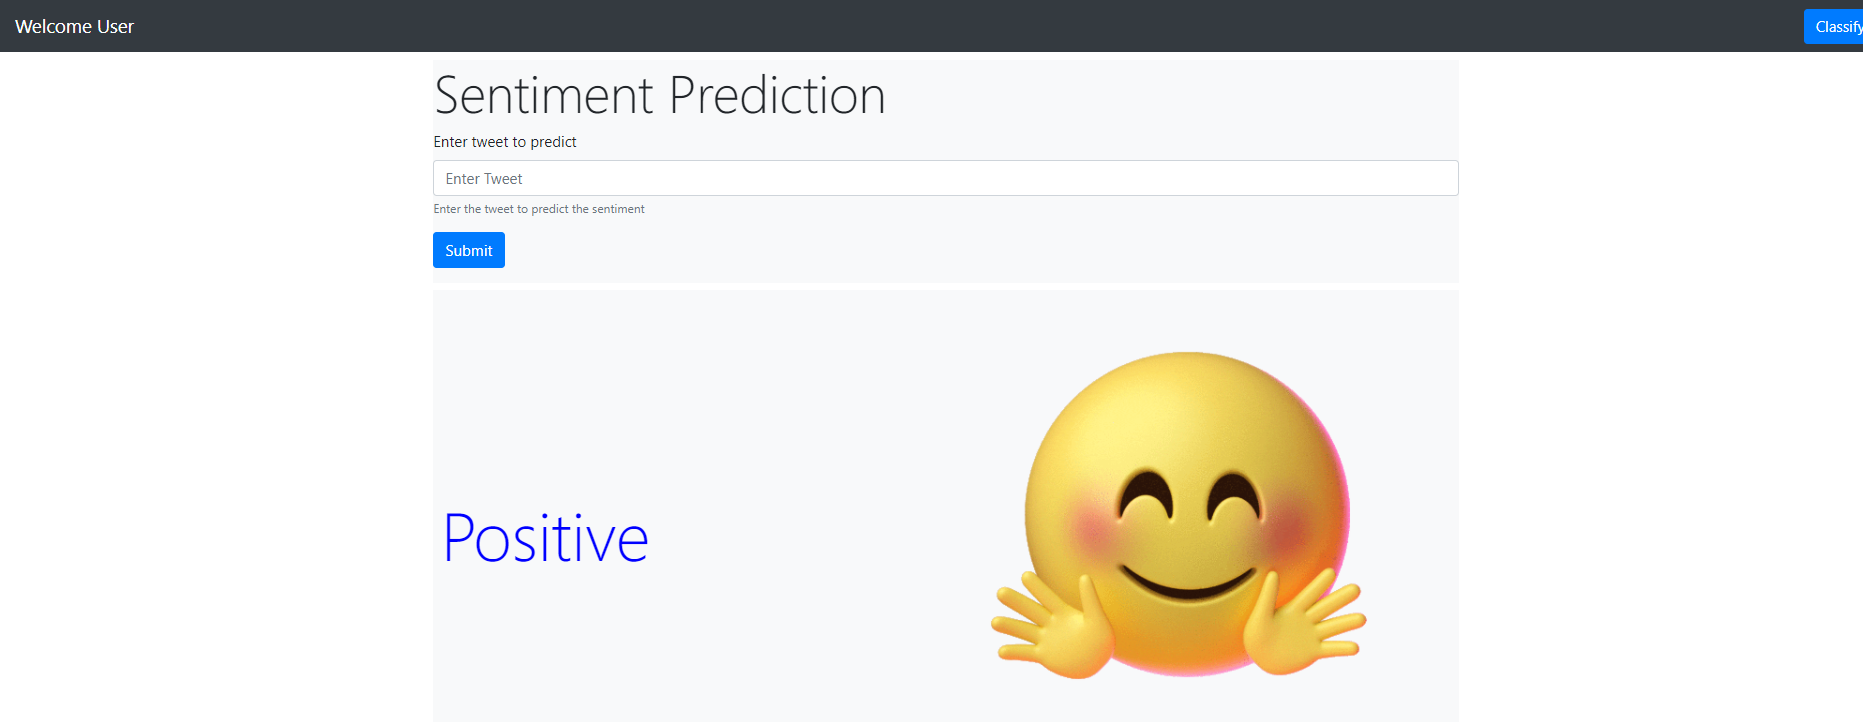 Welcome User
Classify
Sentiment Prediction
Enter tweet to predict
Enter Tweet
Enter the tweet to predict the sentiment
Submit
Positive